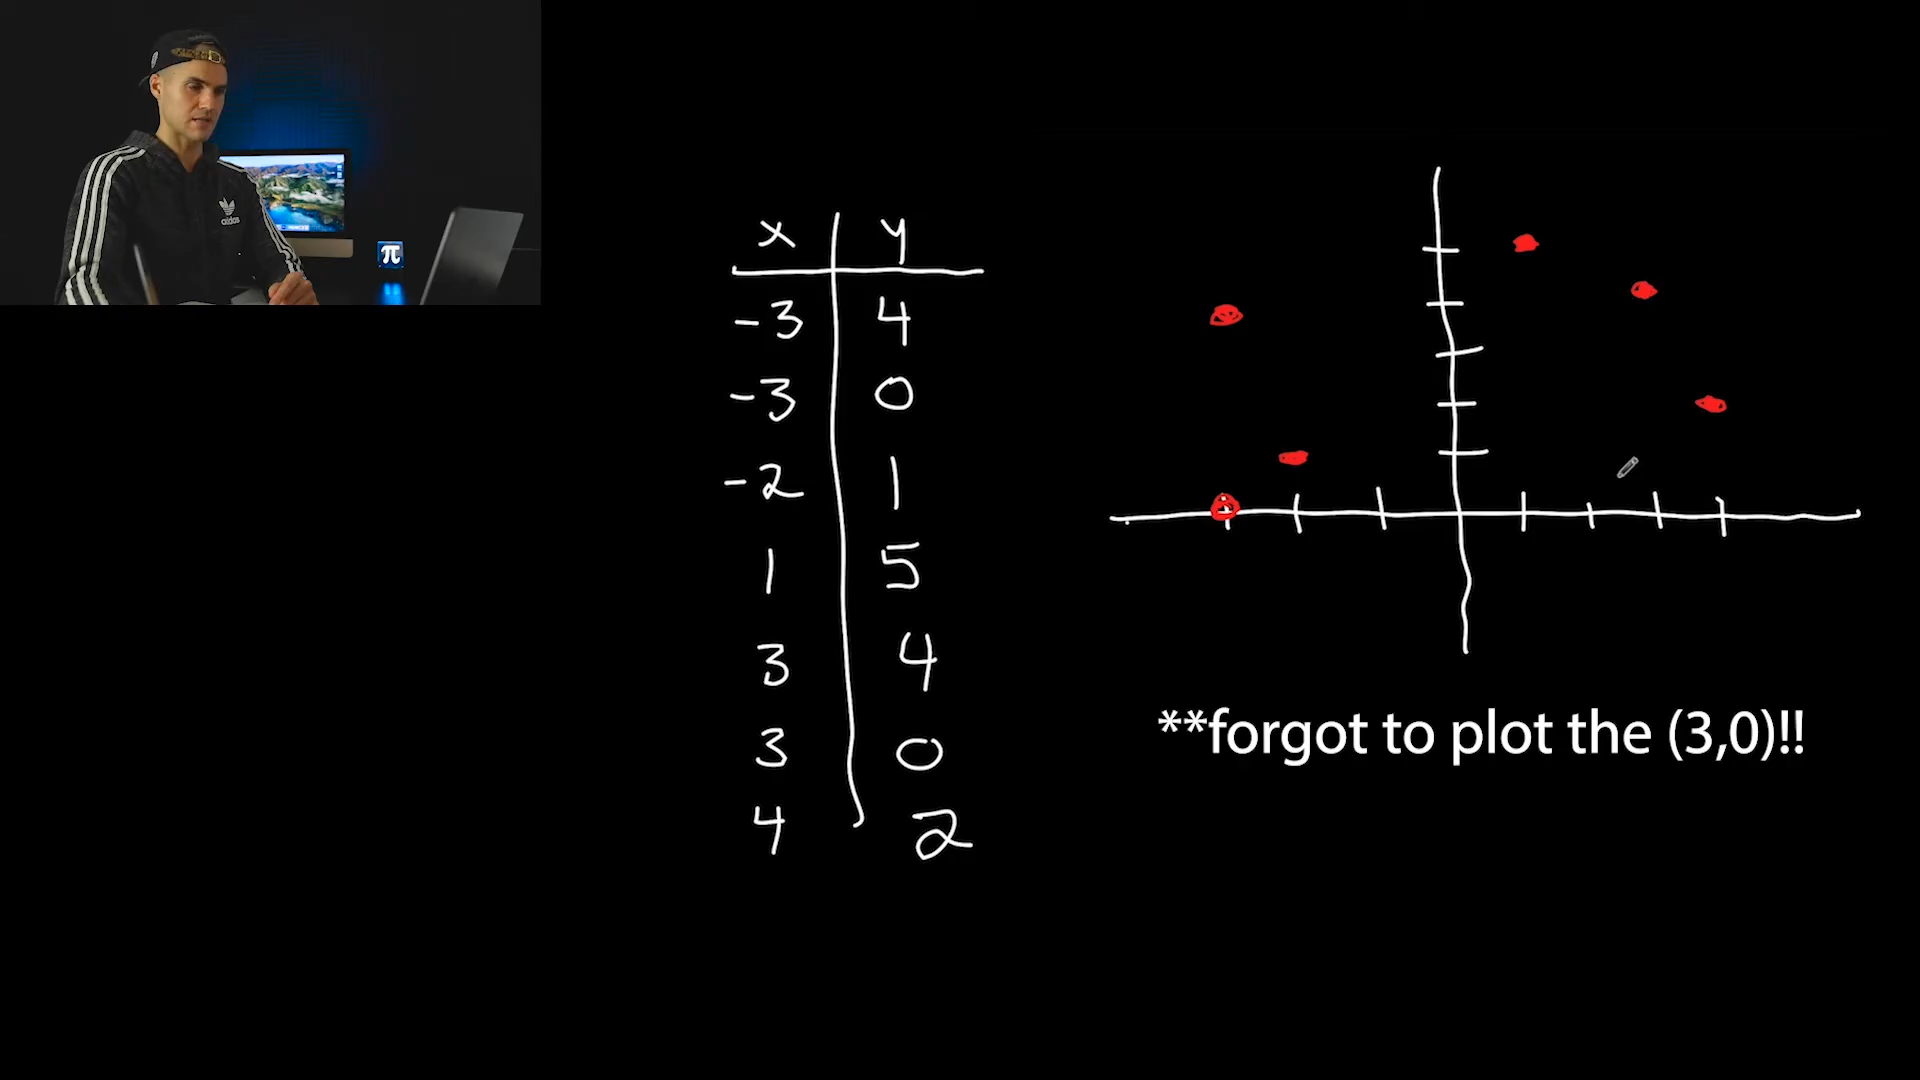 adidas
π
x y
-3 4
-3 0
-2 1
1 5
3 4
3 0
4 2
**forgot to plot the (3,0)!!